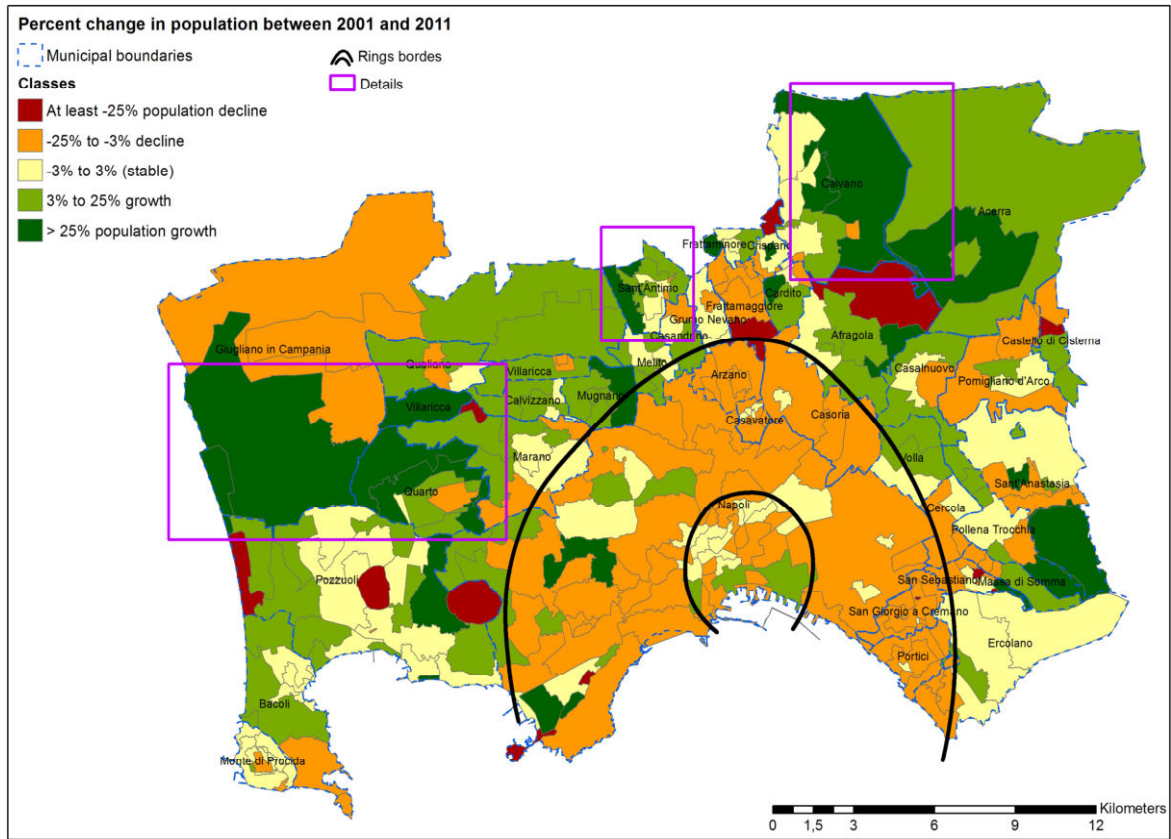 Percent change in population between 2001 and 2011
Municipal boundaries
Rings bordes
Classes
Details
At least -25% population decline
-25% to -3% decline
-3% to 3% (stable)
3% to 25% growth
> 25% population growth
Caivano
Acerra
Frattaminore
Crispano
Sant'Antimo
Cardito
Frattamaggiore
Grumo Nevano
Casandrino
Afragola
Giugliano in Campania
Castello di Cisterna
Qualiano
Melito
Villaricca
Casalnuovo
Arzano
Pomigliano d'Arco
Calvizzano
Mugnano
Villaricca
Casavatore
Casoria
Marano
Volla
Quarto
Sant'Anastasia
Napoli
Cercola
Pollena Trocchia
Pozzuoli
San Sebastiano
Massa di Somma
San Giorgio a Cremano
Ercolano
Portici
Bacoli
Monte di Procida
Kilometers
0 1,5 3 6 9 12